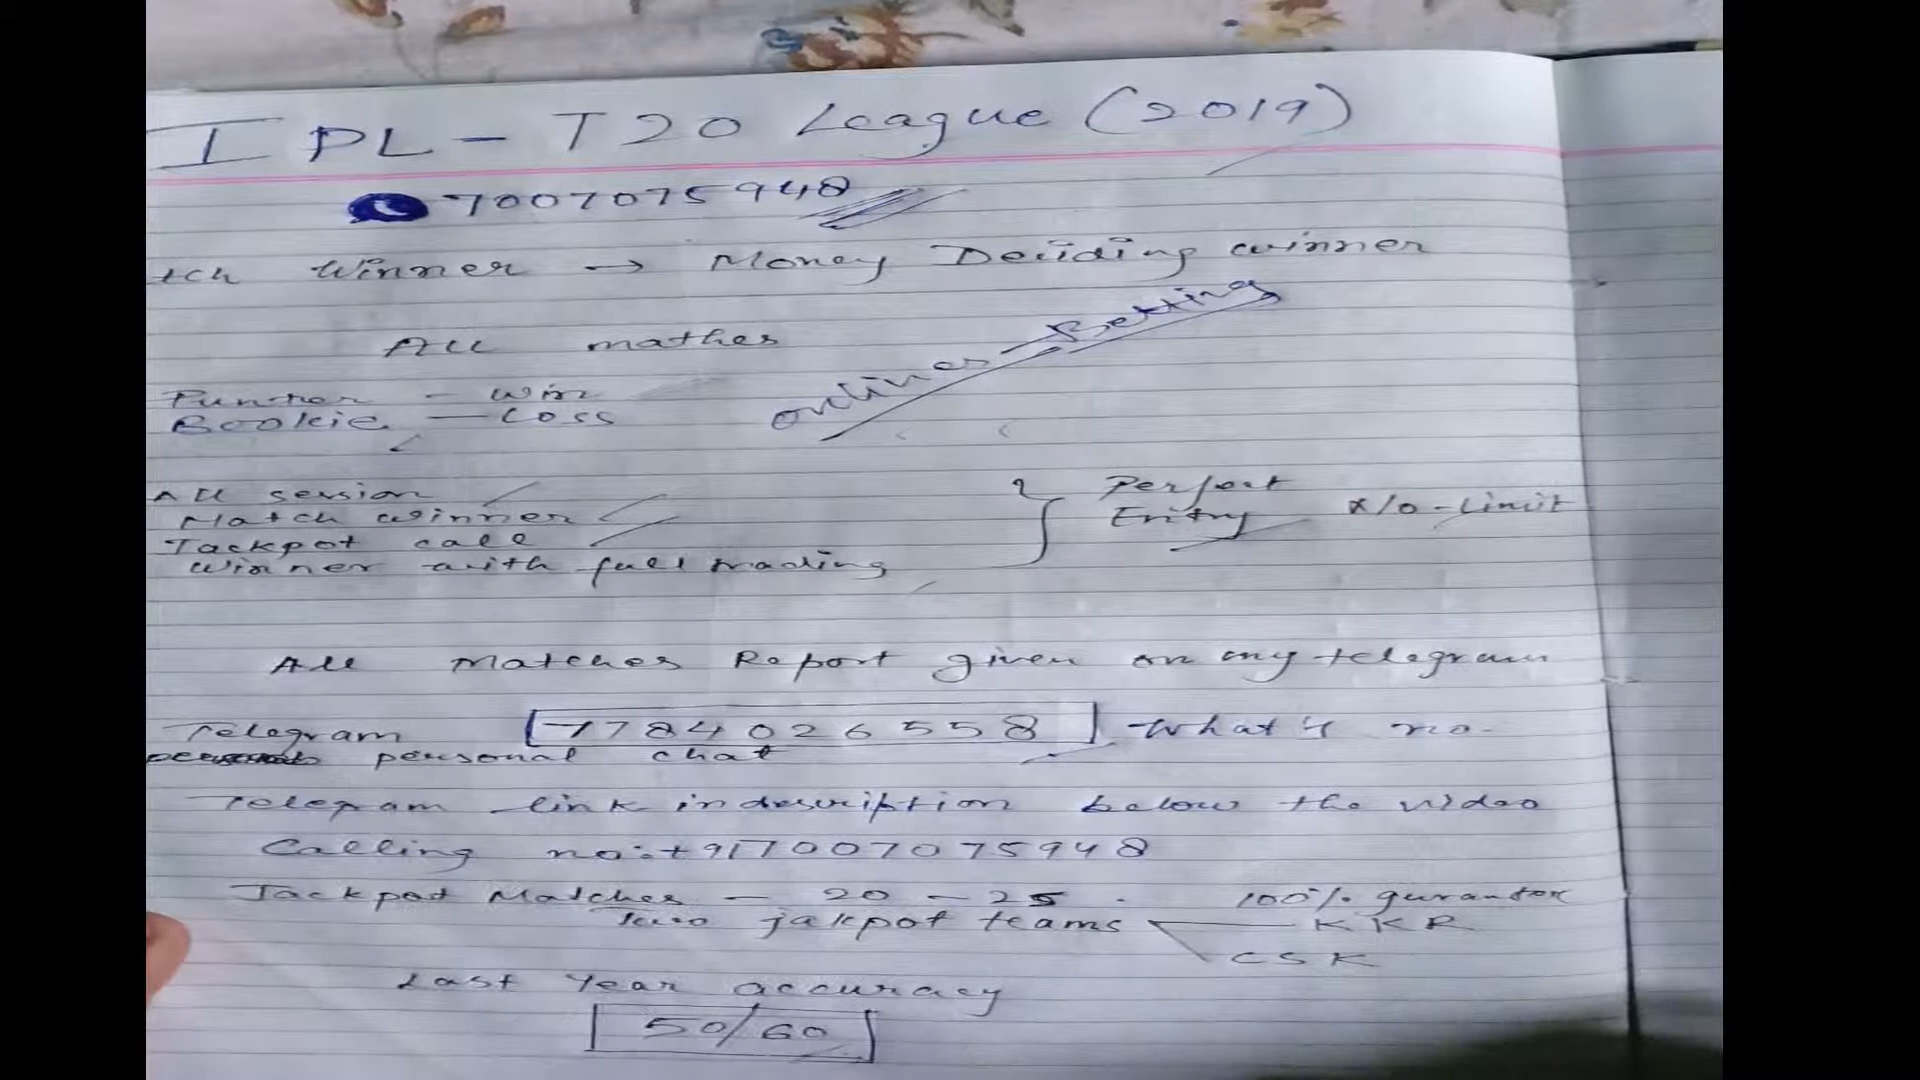 IPL - T20 League (2019)
7007075948
tch Winner → Money Deciding winner
Onlines - Betting
All mathes
Punter - Win
Bookie - Loss
All session
Match winner
Jackpot call
Winner with full trading
Perfect
Entry
x/o - Limit
All Matches Report given on my telegram
Telegram [7784026558] What's no.
personal chat
Telegram link in description below the video
Calling no:+917007075948
Jackpot Matches - 20 - 25. 100% gurantee
jakpot teams KKR
CSK
Last Year accuracy
50/60